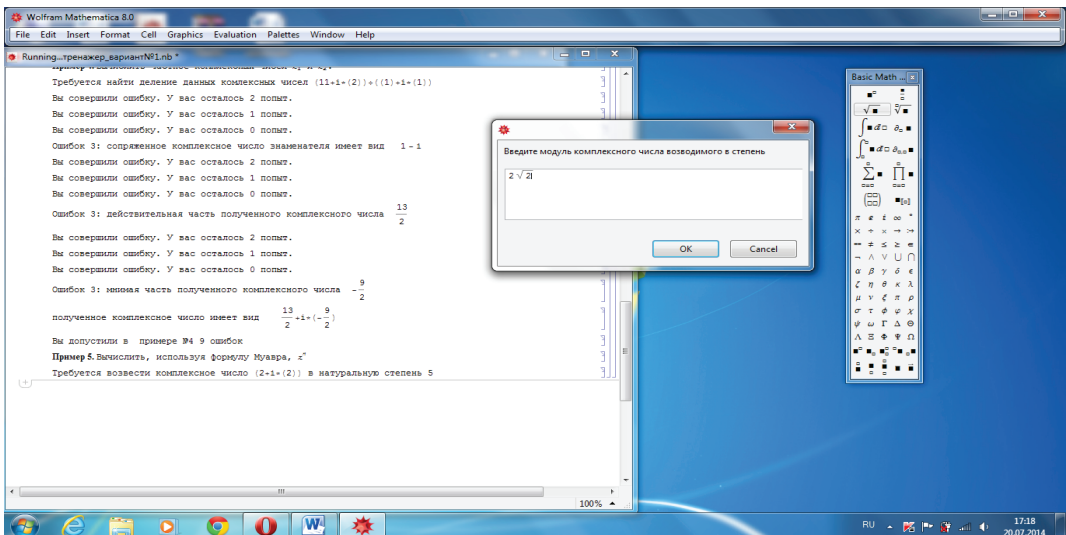 Wolfram Mathematica 8.0
File Edit Insert Format Cell Graphics Evaluation Palettes Window Help
Running...тренажер_вариант№1.nb *
Требуется найти деление данных комлексных чисел (11+i*(2))÷((1)+i*(1))
Вы совершили ошибку. У вас осталось 2 попыт.
Вы совершили ошибку. У вас осталось 1 попыт.
Вы совершили ошибку. У вас осталось 0 попыт.
Ошибок 3: сопряженное комплексное число знаменателя имеет вид 1 - i
Вы совершили ошибку. У вас осталось 2 попыт.
Вы совершили ошибку. У вас осталось 1 попыт.
Вы совершили ошибку. У вас осталось 0 попыт.
Ошибок 3: действительная часть полученного комплексного числа 13/2
Вы совершили ошибку. У вас осталось 2 попыт.
Вы совершили ошибку. У вас осталось 1 попыт.
Вы совершили ошибку. У вас осталось 0 попыт.
Ошибок 3: мнимая часть полученного комплексного числа -9/2
полученное комплексное число имеет вид 13/2+i*(-9/2)
Вы допустили в примере №4 9 ошибок
Пример 5. Вычислить, используя формулу Муавра, zⁿ
Требуется возвести комплексное число (2+i*(2)) в натуральную степень 5
100%
Введите модуль комплексного числа возводимого в степень
2 √ 2
OK Cancel
Basic Math ...
π e i ∞ °
× ÷ × → :→
== ≠ ≤ ≥ ∈
¬ ∧ ∨ ∪ ∩
α β γ δ ϵ
ζ η θ κ λ
μ ν ξ π ρ
σ τ ϕ φ χ
ψ ω Γ Δ Θ
Λ Ξ Φ Ψ Ω
RU
17:18
20.07.2014